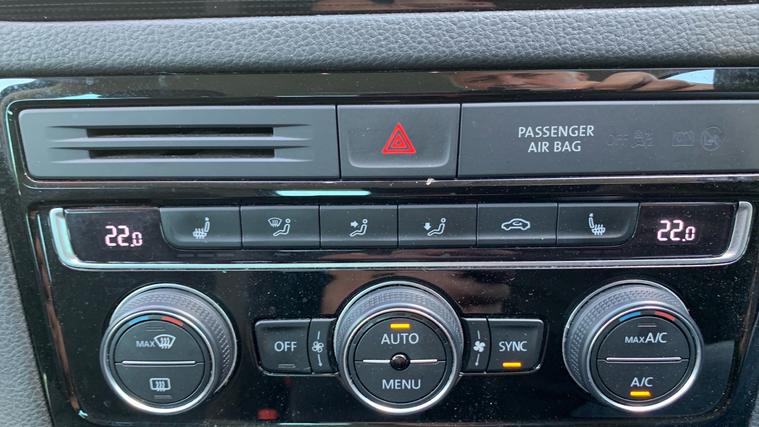 PASSENGER
AIR BAG
OFF
22.0
22.0
MAX
OFF
AUTO
MENU
SYNC
MAX A/C
A/C